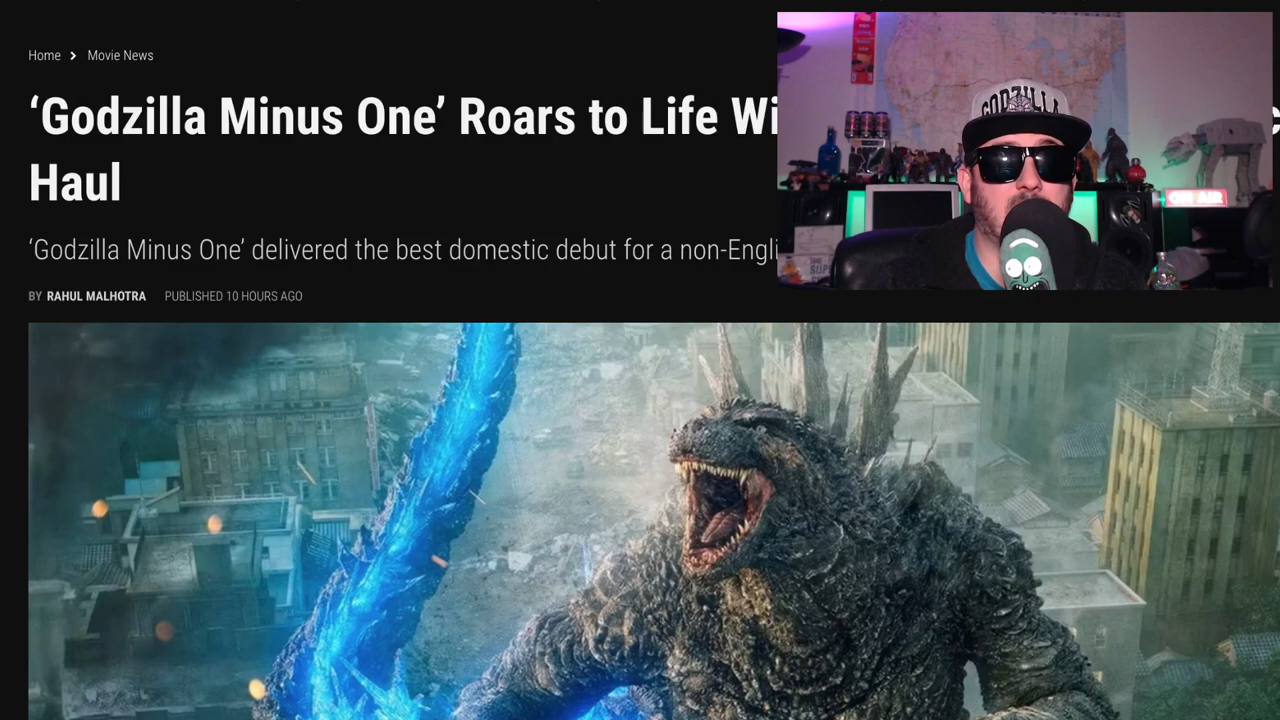 Home > Movie News
‘Godzilla Minus One’ Roars to Life Wi
Haul
‘Godzilla Minus One’ delivered the best domestic debut for a non-Engli
BY RAHUL MALHOTRA PUBLISHED 10 HOURS AGO
GODZILLA
ON AIR